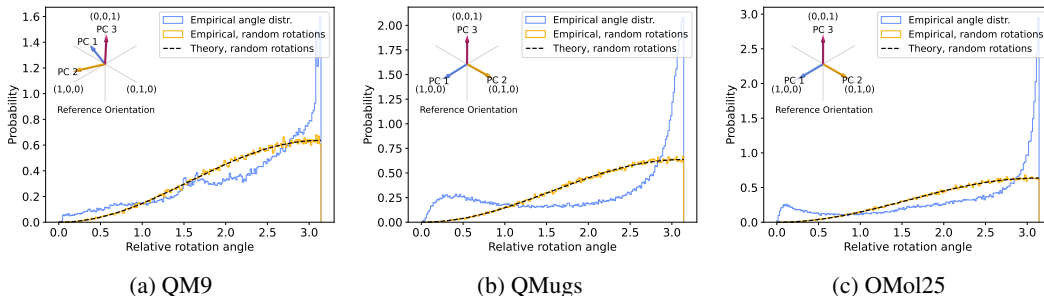 (0,0,1)
PC 3
PC 1
PC 2
(1,0,0)
(0,1,0)
Reference Orientation
Empirical angle distr.
Empirical, random rotations
Theory, random rotations
Probability
1.6
1.4
1.2
1.0
0.8
0.6
0.4
0.2
0.0
0.0 0.5 1.0 1.5 2.0 2.5 3.0
Relative rotation angle
(a) QM9
(0,0,1)
PC 3
PC 1
PC 2
(1,0,0)
(0,1,0)
Reference Orientation
Empirical angle distr.
Empirical, random rotations
Theory, random rotations
Probability
2.00
1.75
1.50
1.25
1.00
0.75
0.50
0.25
0.00
0.0 0.5 1.0 1.5 2.0 2.5 3.0
Relative rotation angle
(b) QMugs
(0,0,1)
PC 3
PC 1
PC 2
(1,0,0)
(0,1,0)
Reference Orientation
Empirical angle distr.
Empirical, random rotations
Theory, random rotations
Probability
3.0
2.5
2.0
1.5
1.0
0.5
0.0
0.0 0.5 1.0 1.5 2.0 2.5 3.0
Relative rotation angle
(c) OMol25